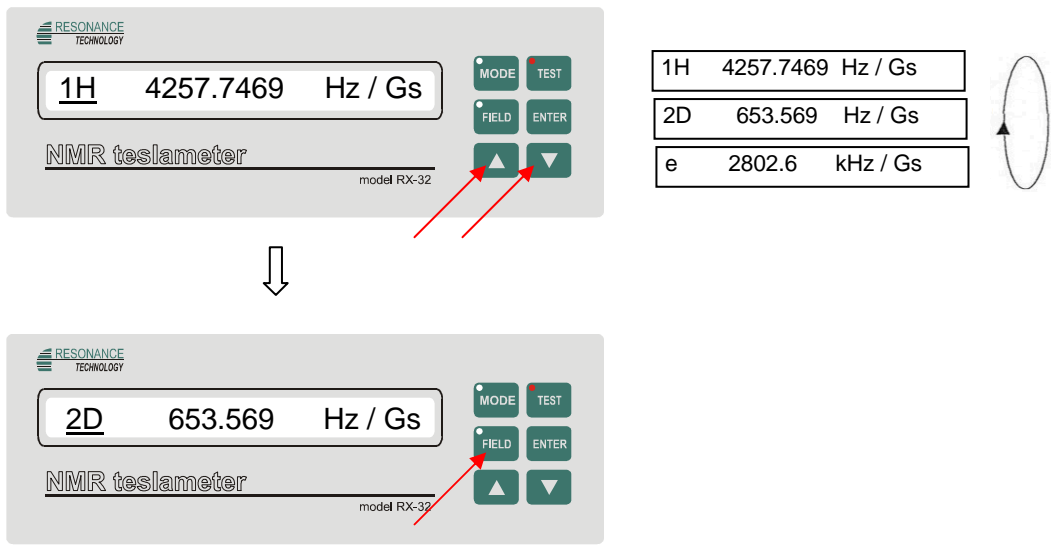 RESONANCE
TECHNOLOGY
1H 4257.7469 Hz / Gs
MODE TEST
FIELD ENTER
NMR teslameter
model RX-32
1H 4257.7469 Hz / Gs
2D 653.569 Hz / Gs
e 2802.6 kHz / Gs
RESONANCE
TECHNOLOGY
2D 653.569 Hz / Gs
MODE TEST
FIELD ENTER
NMR teslameter
model RX-32